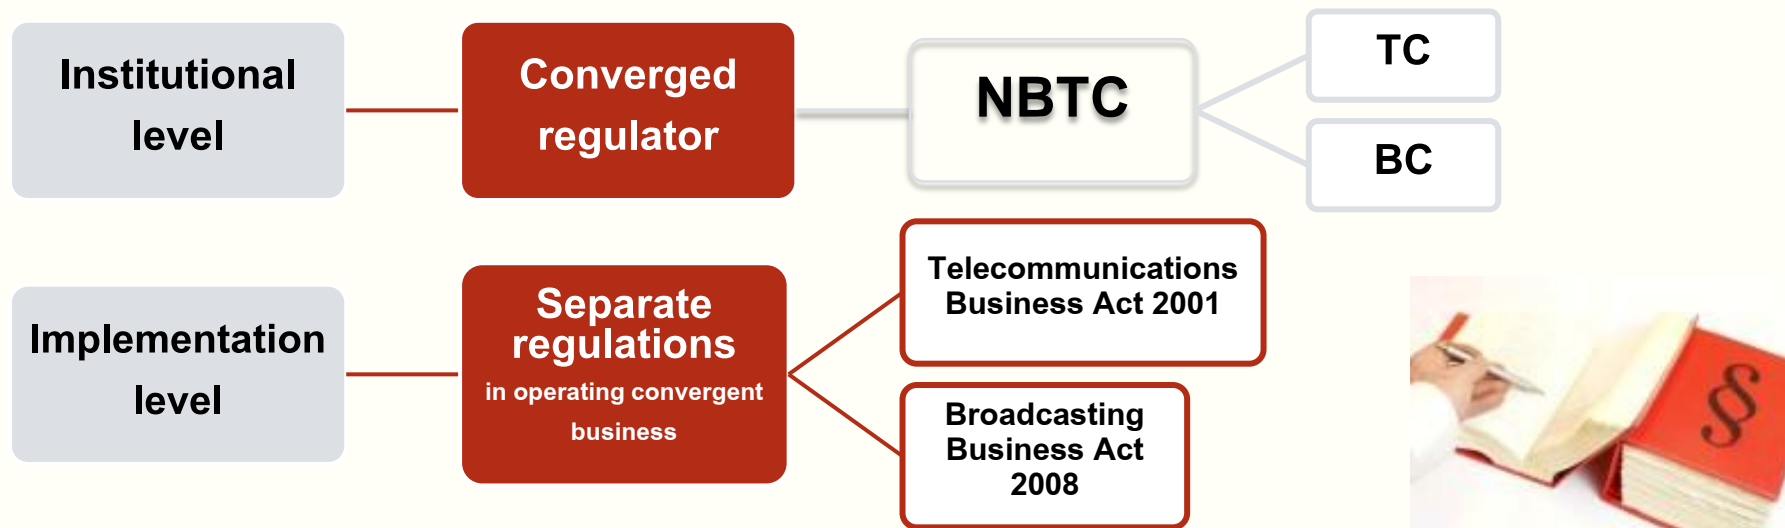 Institutional
level
Converged
regulator
NBTC
TC
BC
Implementation
level
Separate
regulations
in operating convergent
business
Telecommunications
Business Act 2001
Broadcasting
Business Act
2008
§